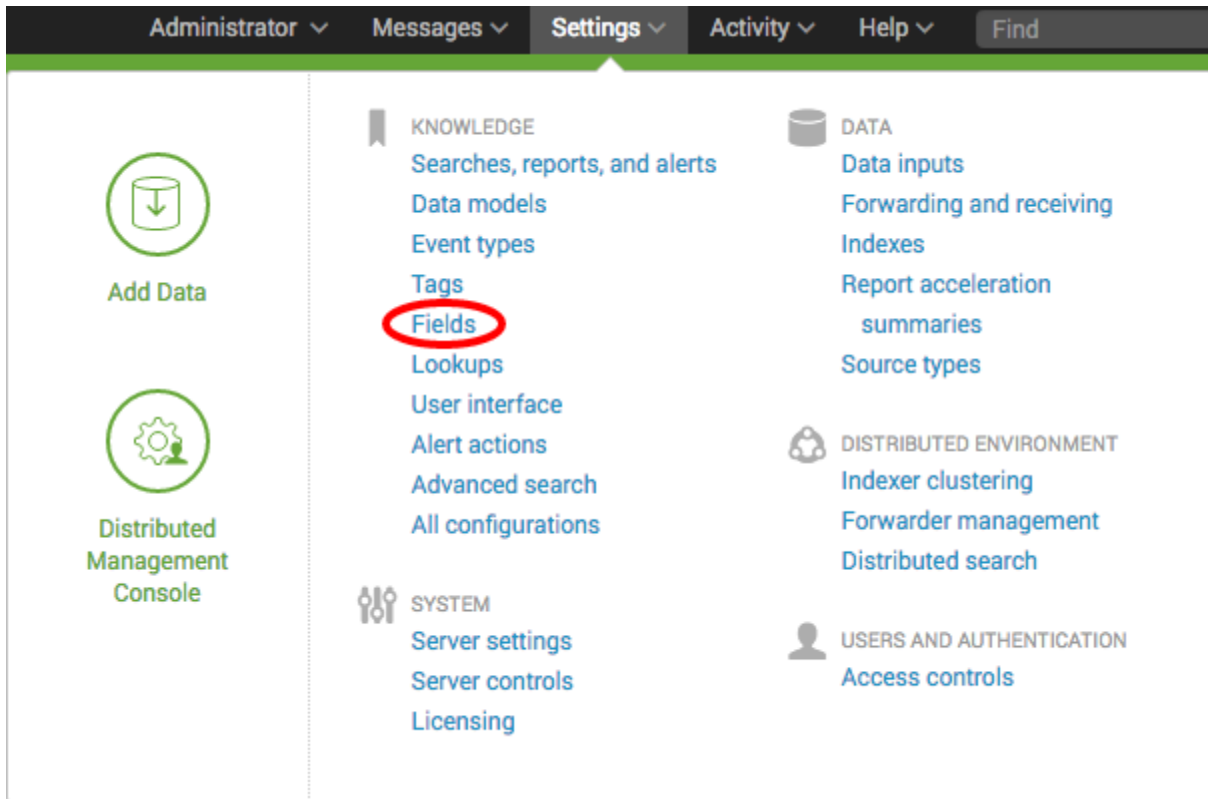 Administrator Messages Settings Activity Help Find
Add Data
Distributed
Management
Console
KNOWLEDGE
Searches, reports, and alerts
Data models
Event types
Tags
Fields
Lookups
User interface
Alert actions
Advanced search
All configurations
SYSTEM
Server settings
Server controls
Licensing
DATA
Data inputs
Forwarding and receiving
Indexes
Report acceleration
summaries
Source types
DISTRIBUTED ENVIRONMENT
Indexer clustering
Forwarder management
Distributed search
USERS AND AUTHENTICATION
Access controls